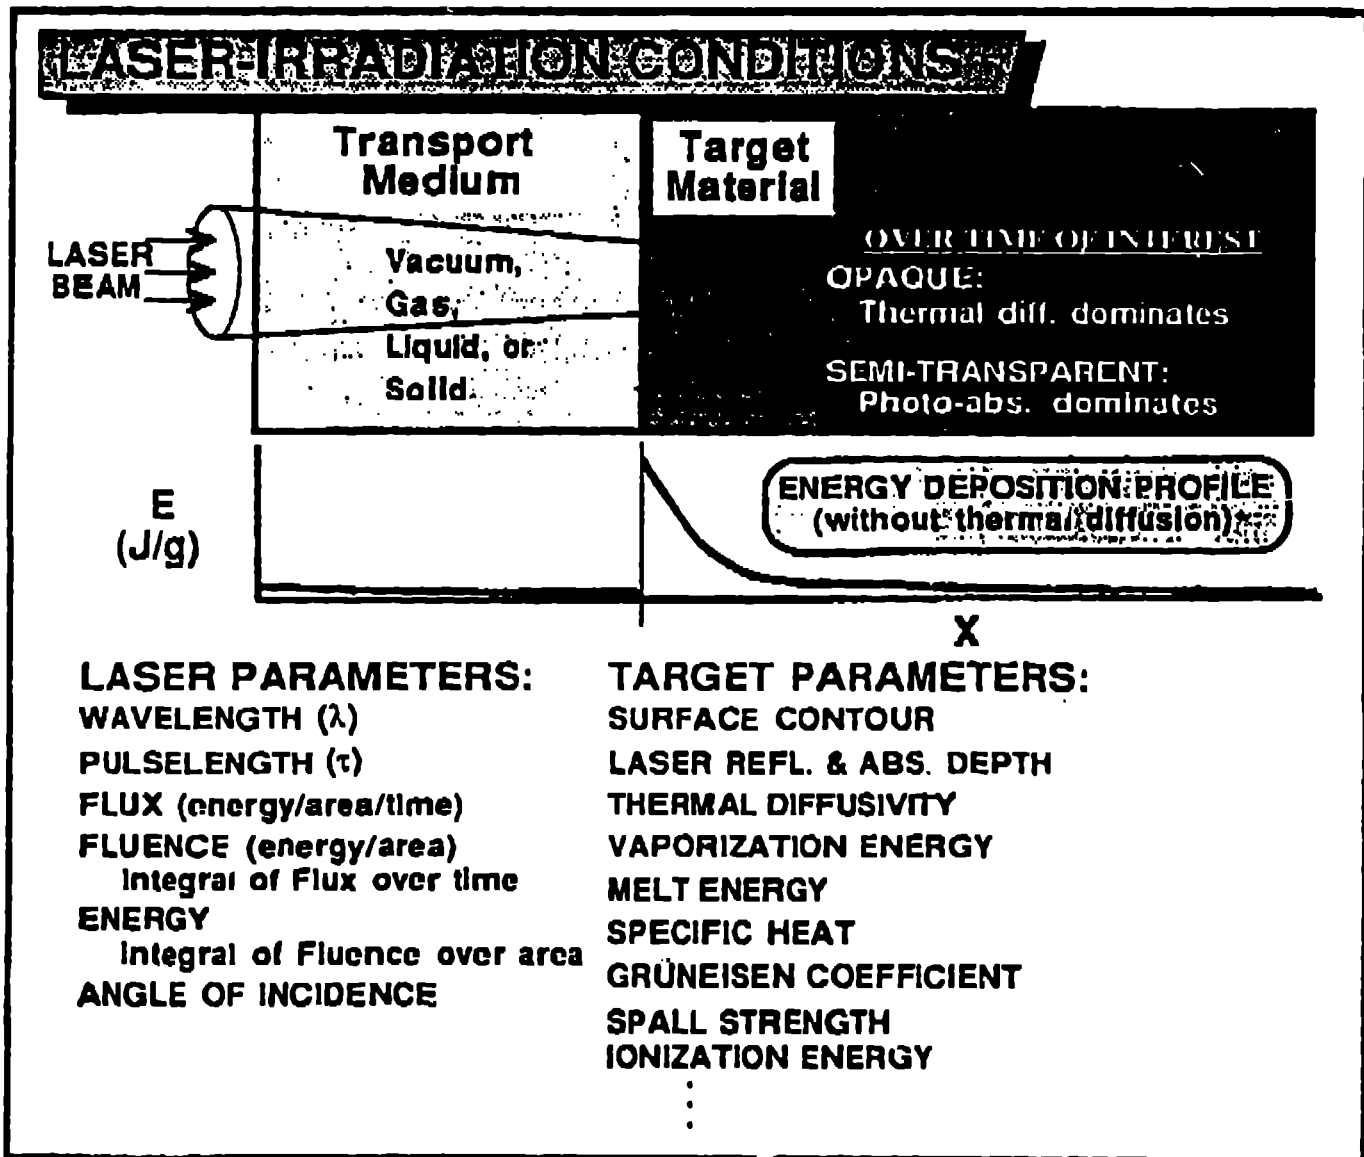 LASER-IRRADIATION CONDITIONS
Transport
Medium
Target
Material
LASER
BEAM
Vacuum,
Gas,
Liquid, or
Solid
OVER TIME OF INTEREST
OPAQUE:
Thermal diff. dominates
SEMI-TRANSPARENT:
Photo-abs. dominates
E
(J/g)
ENERGY DEPOSITION PROFILE
(without thermal diffusion)
X
LASER PARAMETERS:
WAVELENGTH (λ)
PULSELENGTH (τ)
FLUX (energy/area/time)
FLUENCE (energy/area)
Integral of Flux over time
ENERGY
Integral of Fluence over area
ANGLE OF INCIDENCE
TARGET PARAMETERS:
SURFACE CONTOUR
LASER REFL. & ABS. DEPTH
THERMAL DIFFUSIVITY
VAPORIZATION ENERGY
MELT ENERGY
SPECIFIC HEAT
GRÜNEISEN COEFFICIENT
SPALL STRENGTH
IONIZATION ENERGY
⋮